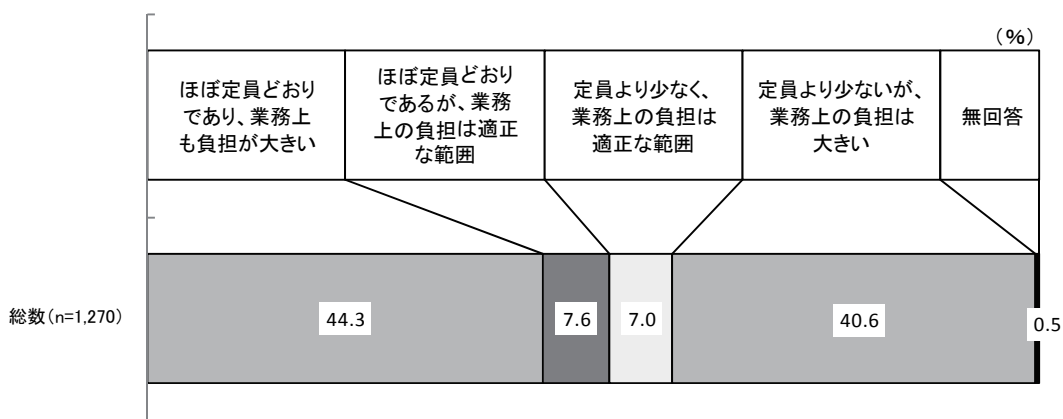 （%）
ほぼ定員どおり
であり、業務上
も負担が大きい
ほぼ定員どおり
であるが、業務
上の負担は適正
な範囲
定員より少なく、
業務上の負担は
適正な範囲
定員より少ないが、
業務上の負担は
大きい
無回答
総数（n=1,270）
44.3
7.6
7.0
40.6
0.5